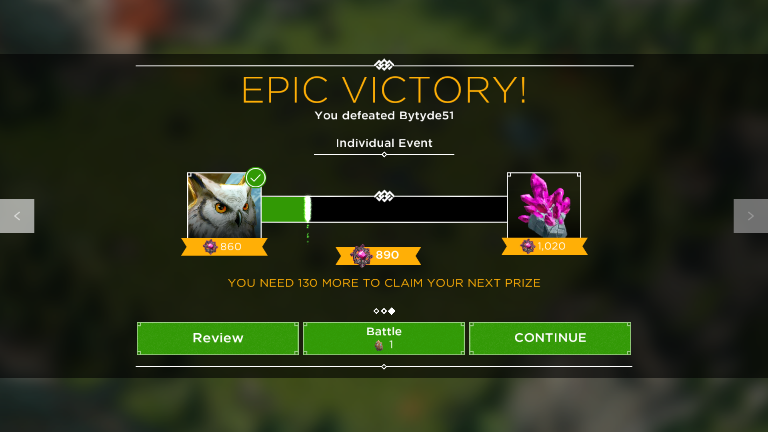 EPIC VICTORY!
You defeated Bytyde51
Individual Event
<
>
860
890
1,020
YOU NEED 130 MORE TO CLAIM YOUR NEXT PRIZE
Review
Battle
1
CONTINUE